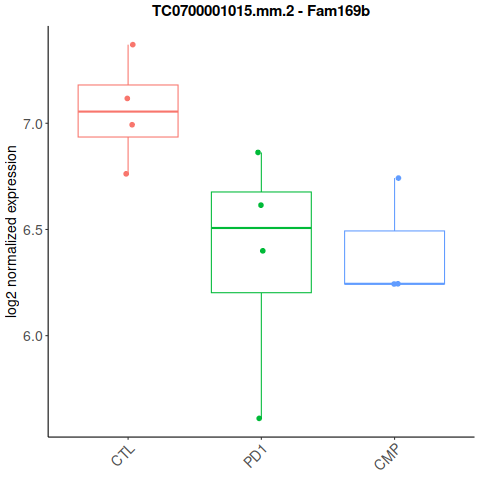 TC0700001015.mm.2 - Fam169b
log2 normalized expression
7.0
6.5
6.0
CTL
PD1
CMP